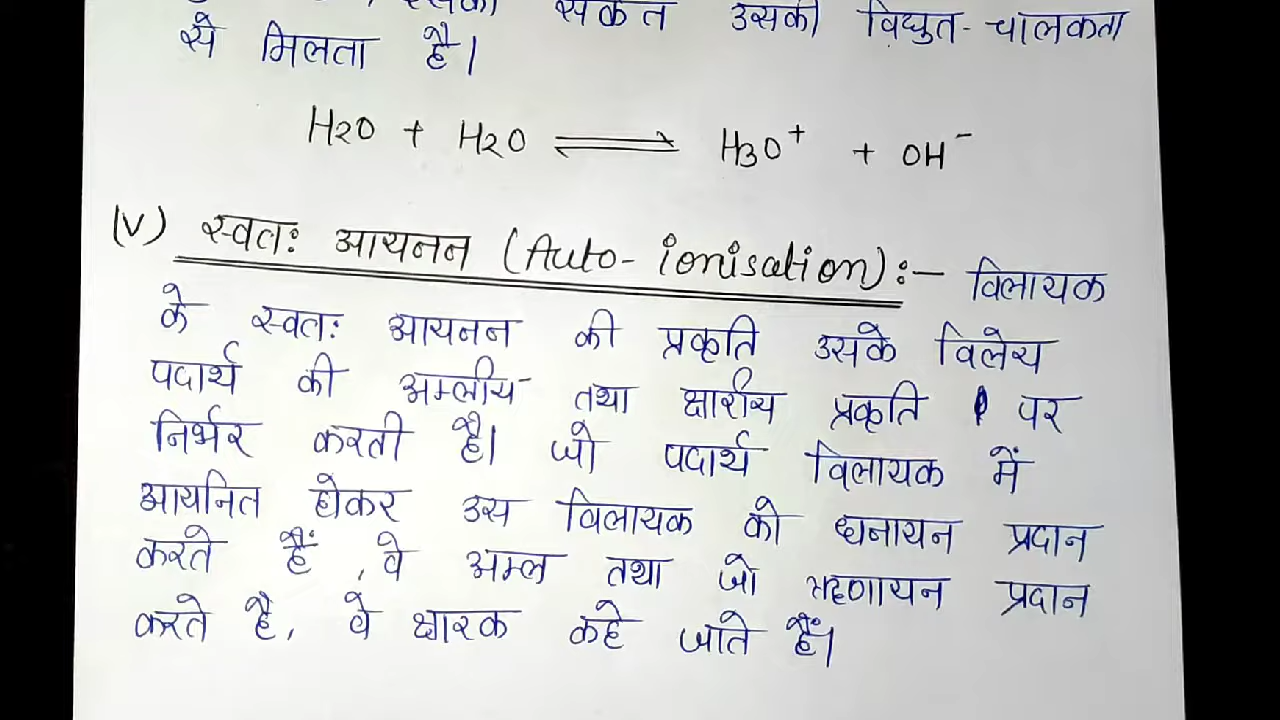 संकेत उसकी विद्युत-चालकता
से मिलता है।
H2O + H2O ⇌ H3O⁺ + OH⁻
(V) स्वतः आयनन (Auto-ionisation):— विलायक
के स्वतः आयनन की प्रकृति उसके विलेय
पदार्थ की अम्लीय तथा क्षारीय प्रकृति पर
निर्भर करती है। जो पदार्थ विलायक में
आयनित होकर उस विलायक को धनायन प्रदान
करते हैं, वे अम्ल तथा जो ऋणायन प्रदान
करते है, वे क्षारक कहे जाते हैं।